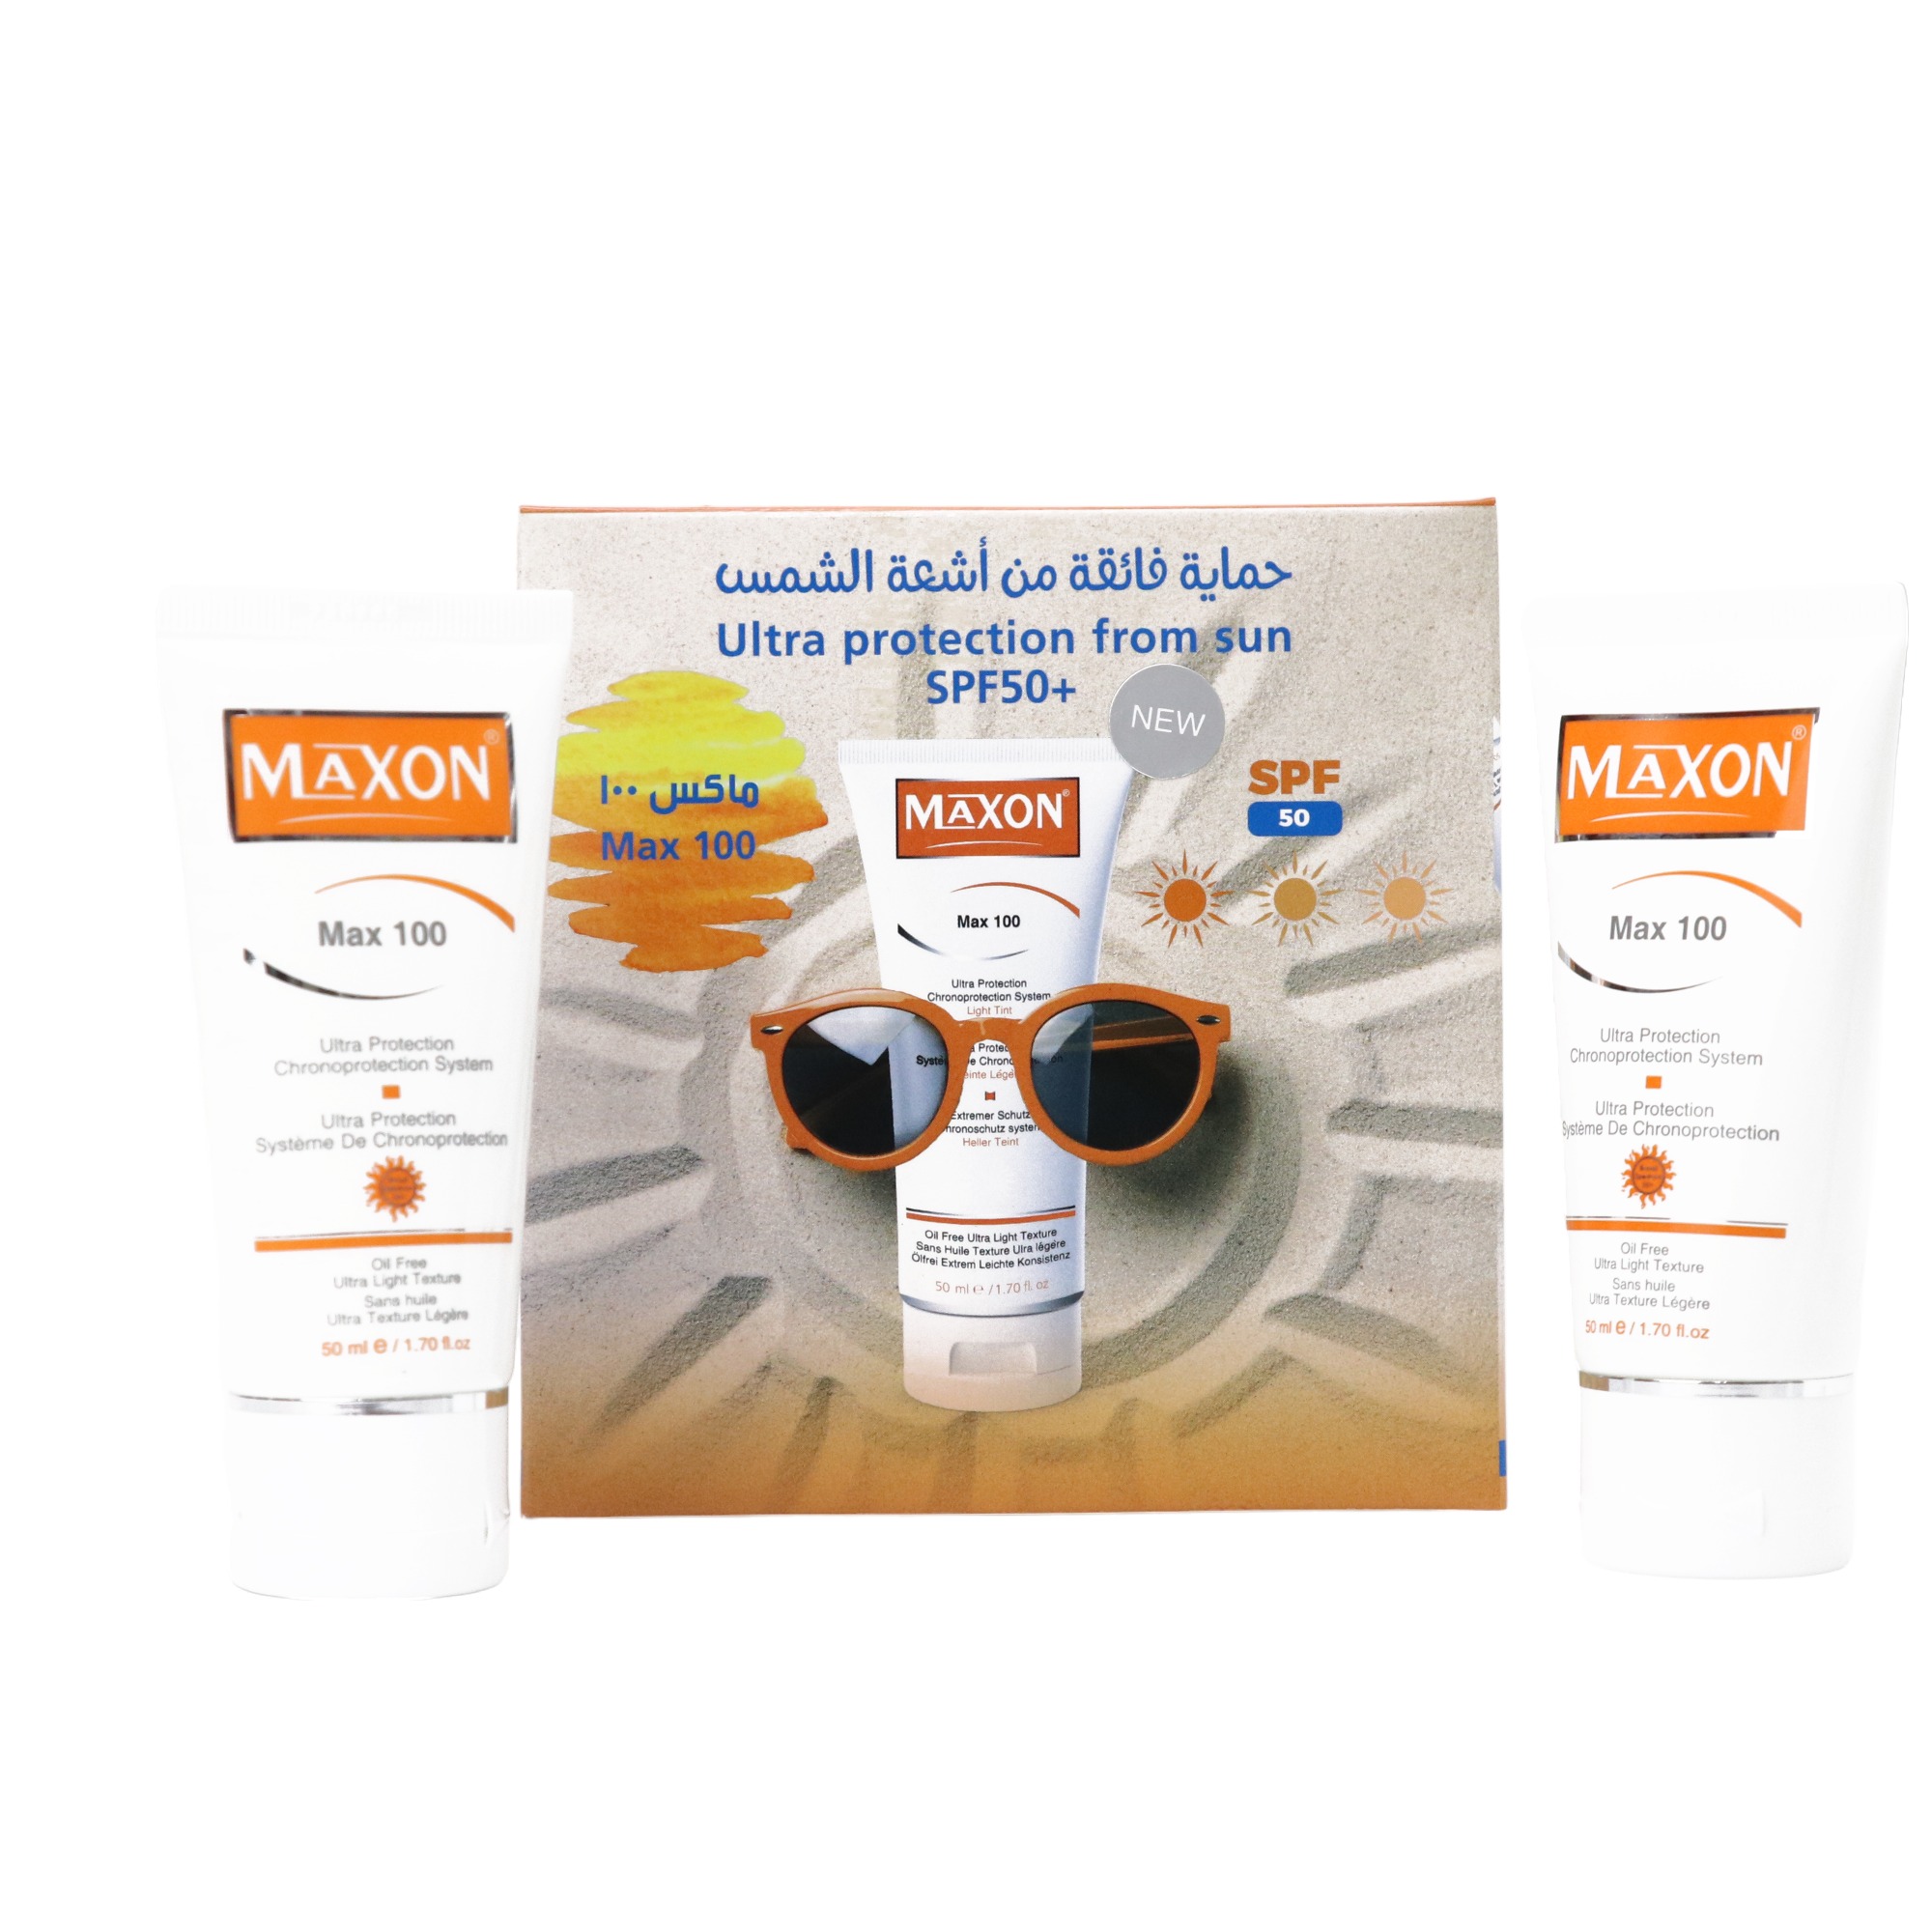 حماية فائقة من أشعة الشمس
Ultra protection from sun
SPF50+
NEW
ماكس ١٠٠
Max 100
SPF
50
MAXON®
Max 100
Ultra Protection
Chronoprotection System
Light Tint
Extremer Schutz
Heller Teint
Oil Free Ultra Light Texture
Sans Huile Texture Ulra légère
Ölfrei Extrem Leichte Konsistenz
50 ml e / 1.70 fl. oz
MAXON®
Max 100
Ultra Protection
Chronoprotection System
Ultra Protection
Système De Chronoprotection
Oil Free
Ultra Light Texture
Sans huile
Ultra Texture Légère
50 ml e / 1.70 fl.oz
MAXON®
Max 100
Ultra Protection
Chronoprotection System
Ultra Protection
Système De Chronoprotection
Oil Free
Ultra Light Texture
Sans huile
Ultra Texture Légère
50 ml e / 1.70 fl.oz